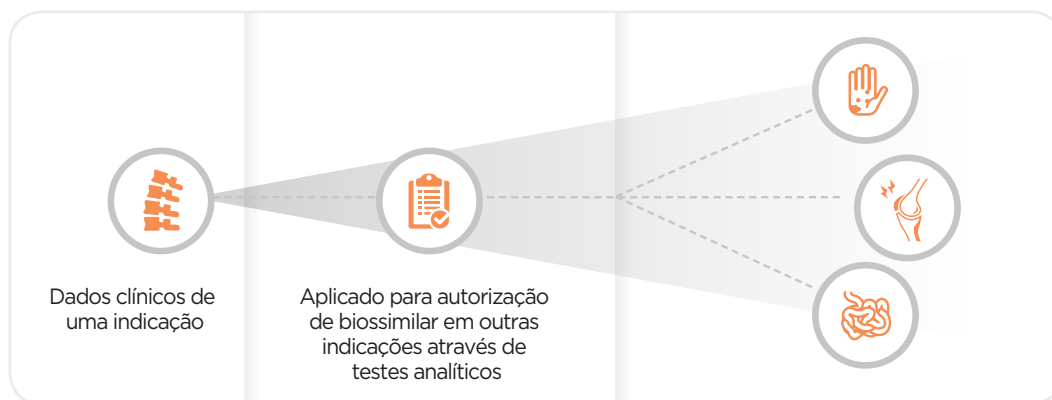 Dados clínicos de
uma indicação
Aplicado para autorização
de biossimilar em outras
indicações através de
testes analíticos